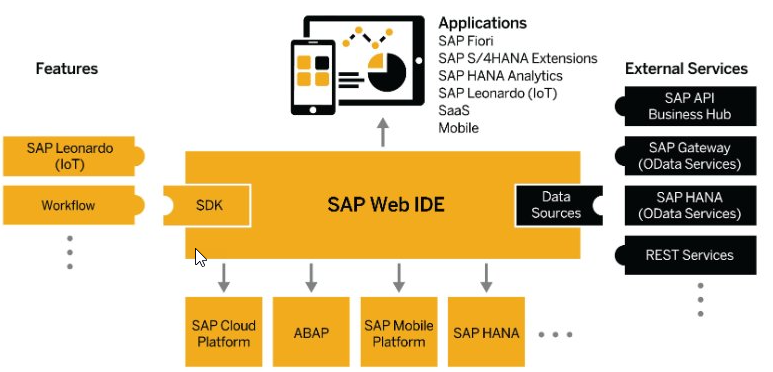 Applications
SAP Fiori
SAP S/4HANA Extensions
SAP HANA Analytics
SAP Leonardo (IoT)
SaaS
Mobile
Features
SAP Leonardo
(IoT)
Workflow
SDK
SAP Web IDE
Data
Sources
External Services
SAP API
Business Hub
SAP Gateway
(OData Services)
SAP HANA
(OData Services)
REST Services
SAP Cloud
Platform
ABAP
SAP Mobile
Platform
SAP HANA